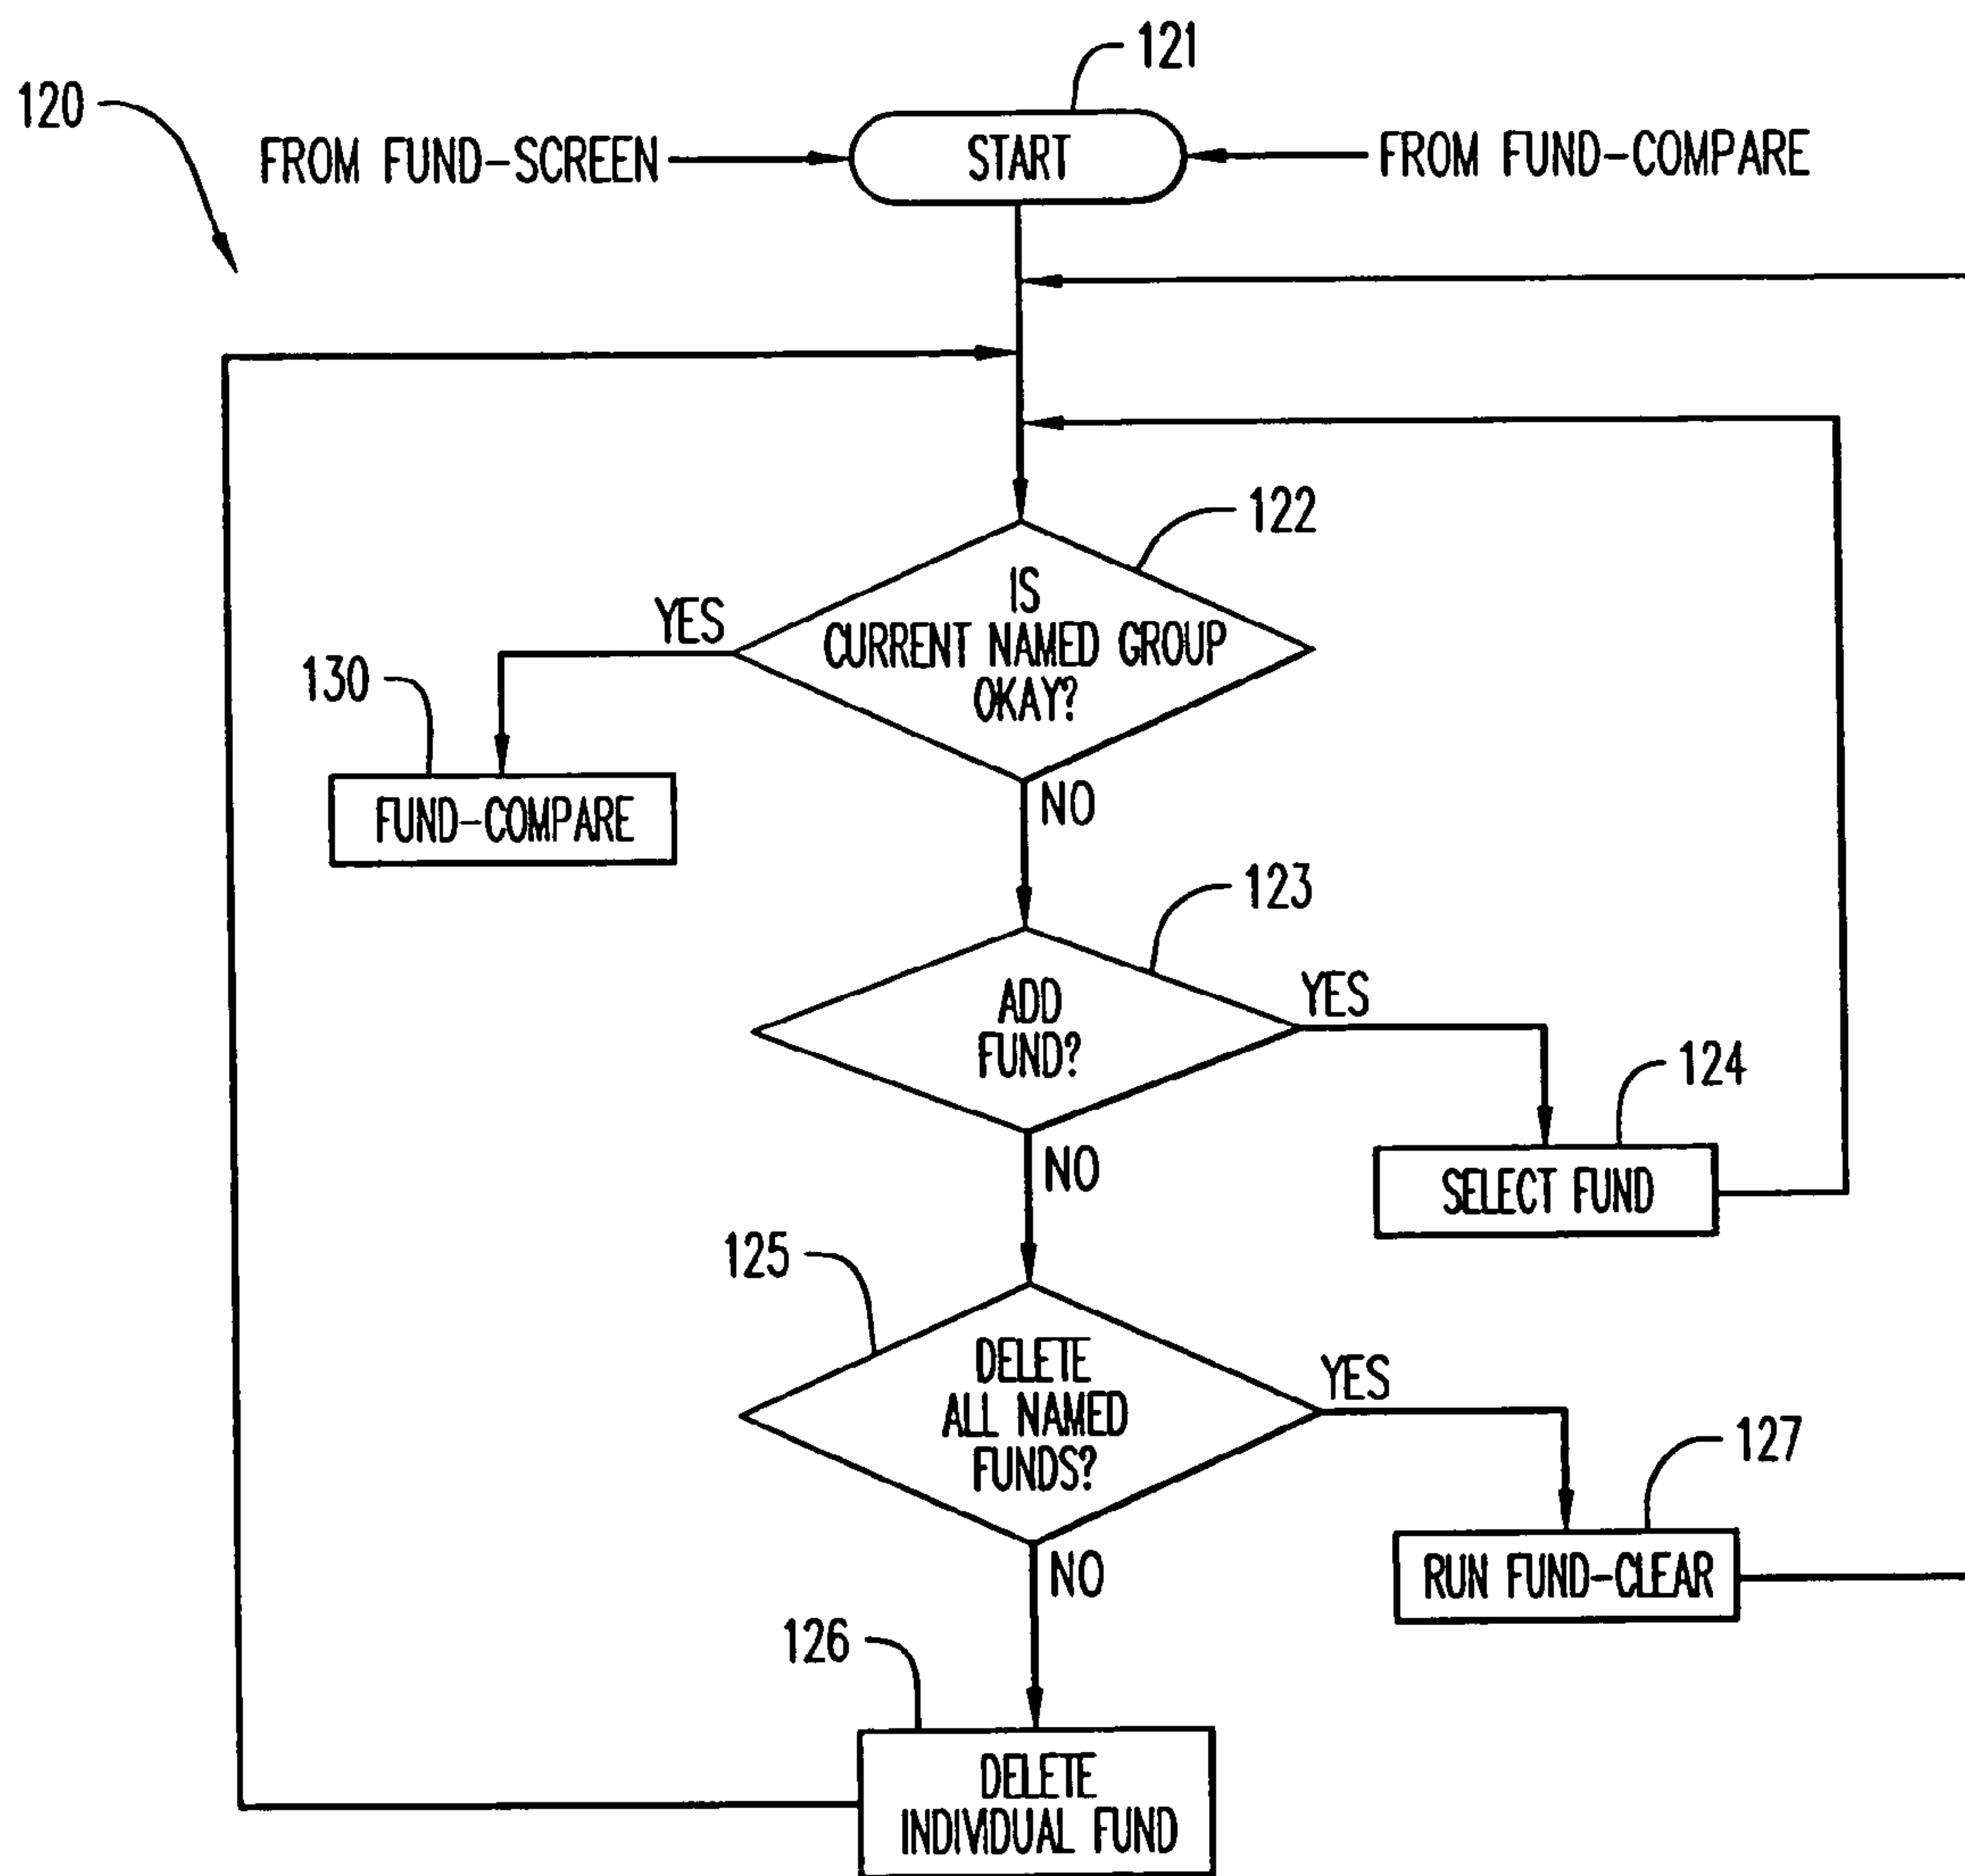 121
120
FROM FUND-SCREEN
START
FROM FUND-COMPARE
122
IS
CURRENT NAMED GROUP
OKAY?
YES
130
FUND-COMPARE
NO
123
ADD
FUND?
YES
124
SELECT FUND
NO
125
DELETE
ALL NAMED
FUNDS?
YES
127
RUN FUND-CLEAR
NO
126
DELETE
INDIVIDUAL FUND